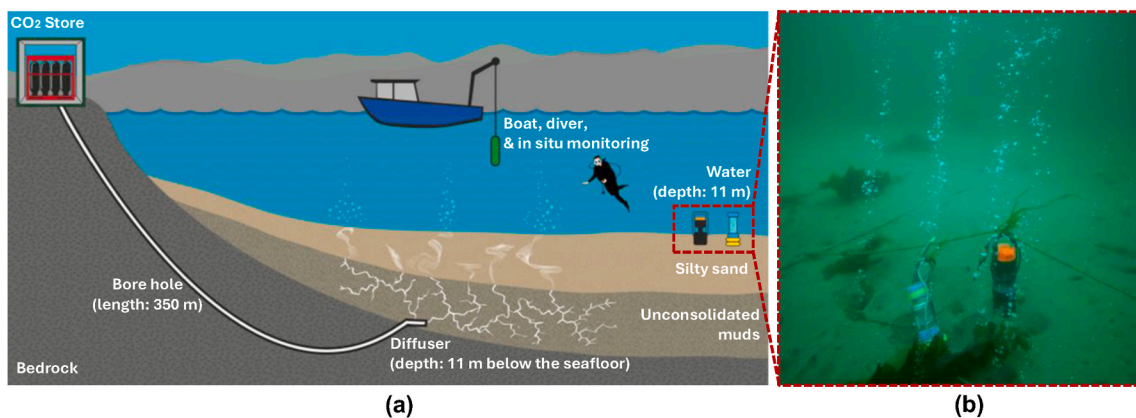 CO₂ Store
Boat, diver,
& in situ monitoring
Water
(depth: 11 m)
Silty sand
Bore hole
(length: 350 m)
Unconsolidated
muds
Diffuser
(depth: 11 m below the seafloor)
Bedrock
(a)
(b)